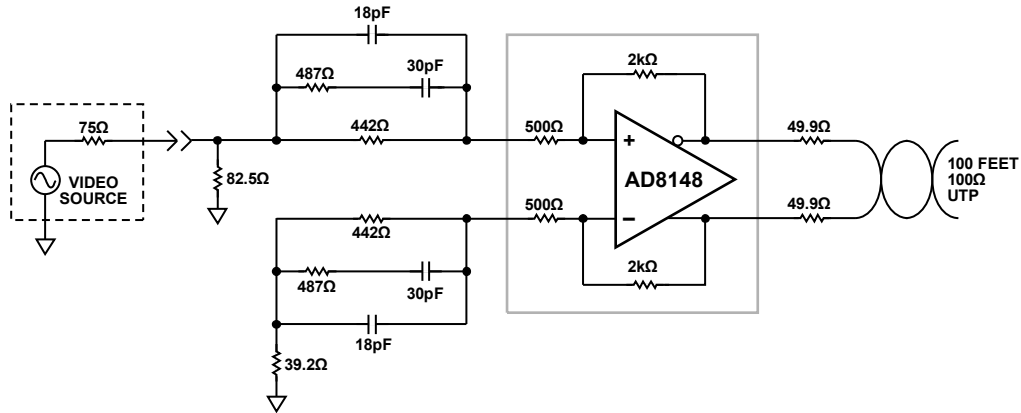 18pF
487Ω
30pF
442Ω
75Ω
VIDEO
SOURCE
82.5Ω
500Ω
2kΩ
+
AD8148
–
49.9Ω
100 FEET
100Ω
UTP
442Ω
500Ω
49.9Ω
487Ω
30pF
2kΩ
18pF
39.2Ω